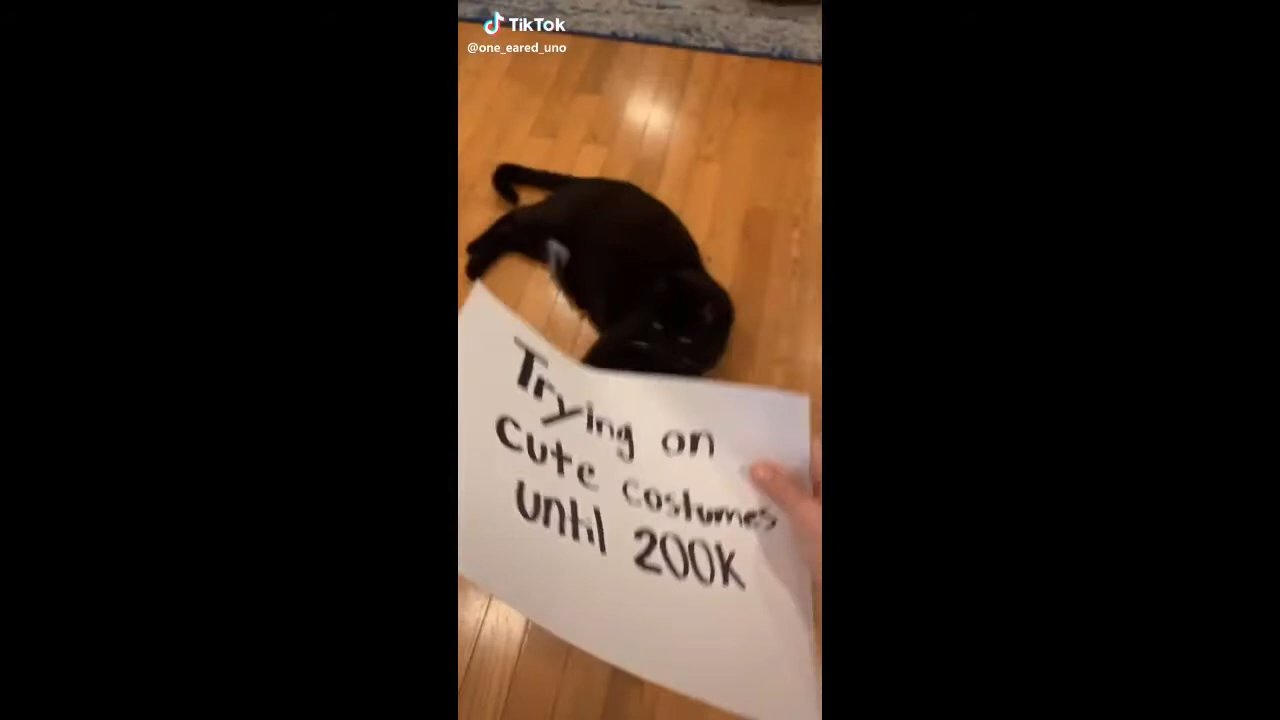 TikTok
@one_eared_uno
Trying on
cute costumes
until 200K